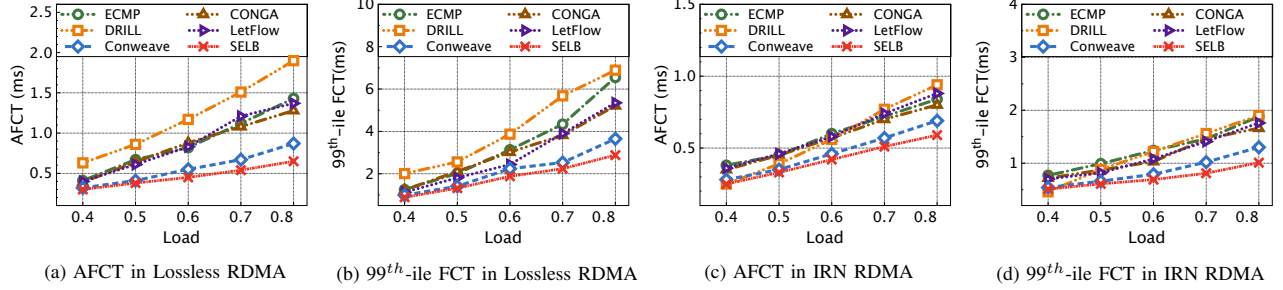 ECMP
DRILL
Conweave
CONGA
LetFlow
SELB
2.5
2.0
1.5
1.0
0.5
AFCT (ms)
0.4 0.5 0.6 0.7 0.8
Load
(a) AFCT in Lossless RDMA
ECMP
DRILL
Conweave
CONGA
LetFlow
SELB
10
8
6
4
2
99th−ile FCT(ms)
0.4 0.5 0.6 0.7 0.8
Load
(b) 99th-ile FCT in Lossless RDMA
ECMP
DRILL
Conweave
CONGA
LetFlow
SELB
1.5
1.0
0.5
AFCT (ms)
0.4 0.5 0.6 0.7 0.8
Load
(c) AFCT in IRN RDMA
ECMP
DRILL
Conweave
CONGA
LetFlow
SELB
4
3
2
1
99th−ile FCT (ms)
0.4 0.5 0.6 0.7 0.8
Load
(d) 99th-ile FCT in IRN RDMA